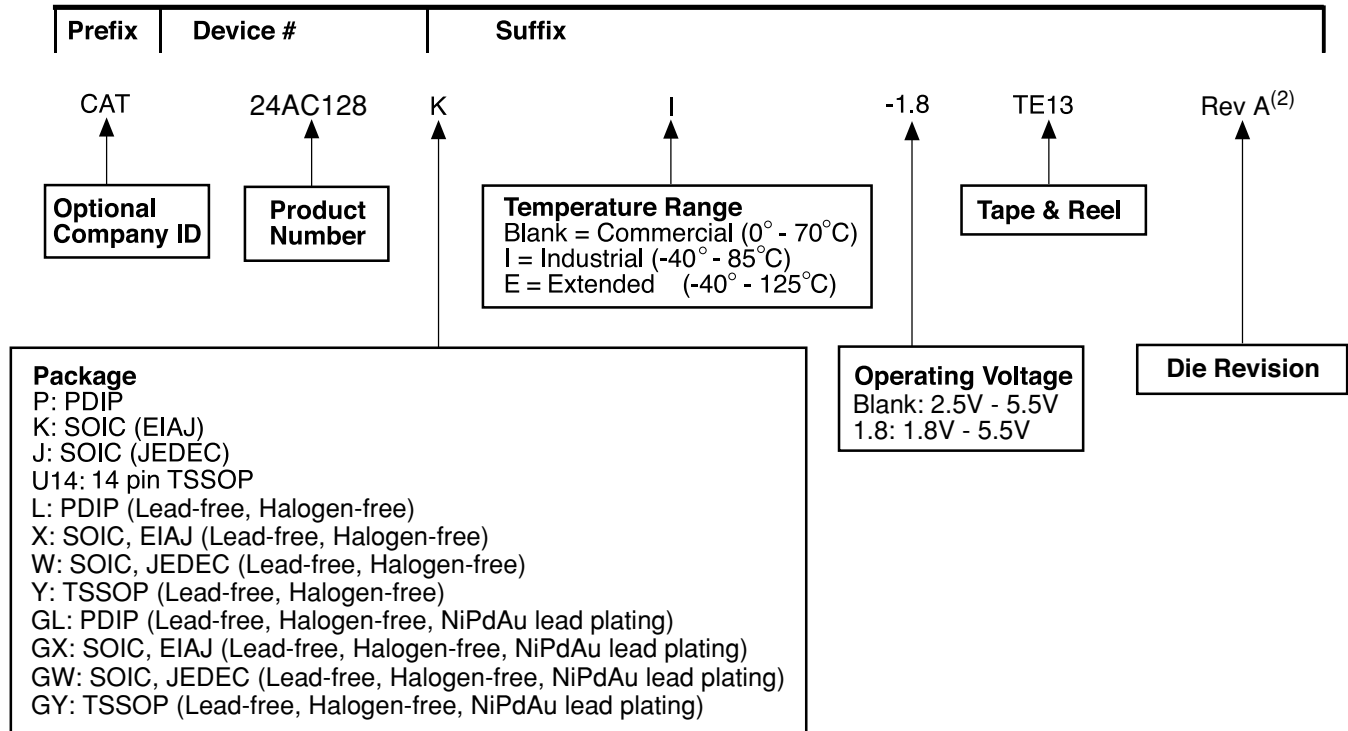 Prefix Device # Suffix
CAT 24AC128 K I -1.8 TE13 Rev A(2)
Optional
Company ID
Product
Number
Temperature Range
Blank = Commercial (0° - 70°C)
I = Industrial (-40° - 85°C)
E = Extended (-40° - 125°C)
Tape & Reel
Package
P: PDIP
K: SOIC (EIAJ)
J: SOIC (JEDEC)
U14: 14 pin TSSOP
L: PDIP (Lead-free, Halogen-free)
X: SOIC, EIAJ (Lead-free, Halogen-free)
W: SOIC, JEDEC (Lead-free, Halogen-free)
Y: TSSOP (Lead-free, Halogen-free)
GL: PDIP (Lead-free, Halogen-free, NiPdAu lead plating)
GX: SOIC, EIAJ (Lead-free, Halogen-free, NiPdAu lead plating)
GW: SOIC, JEDEC (Lead-free, Halogen-free, NiPdAu lead plating)
GY: TSSOP (Lead-free, Halogen-free, NiPdAu lead plating)
Operating Voltage
Blank: 2.5V - 5.5V
1.8: 1.8V - 5.5V
Die Revision